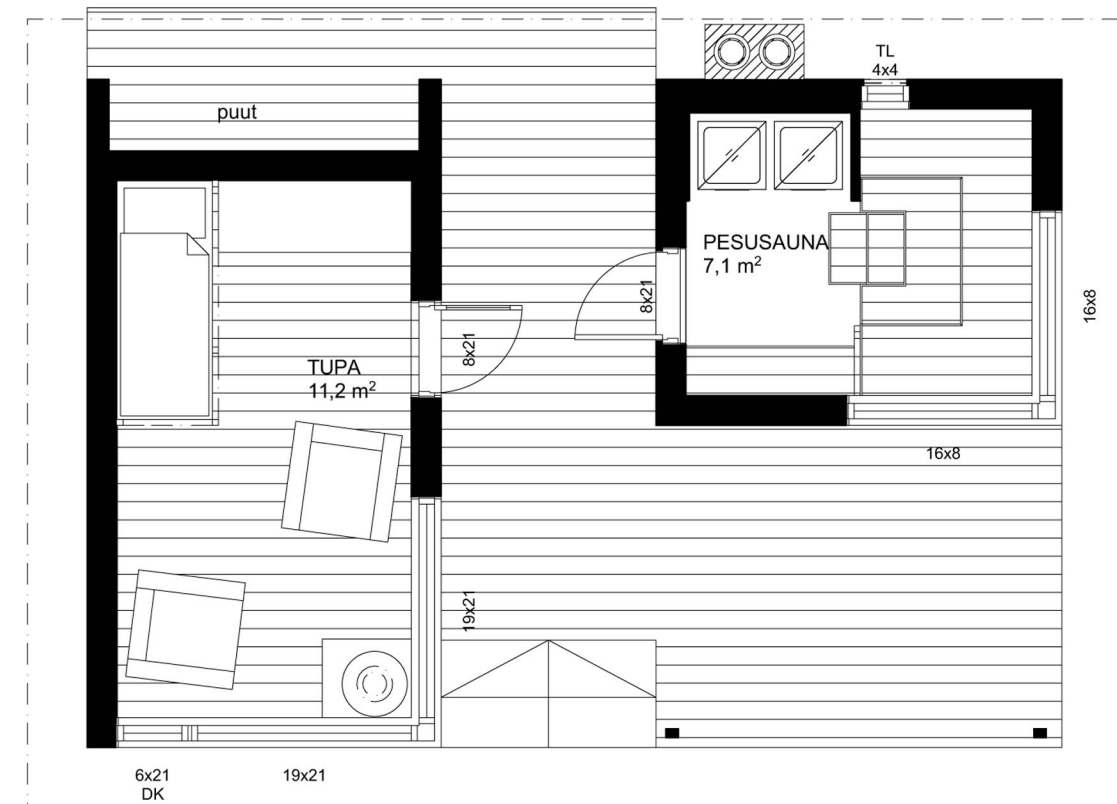 TL
4x4
puut
PESUSAUNA
7,1 m²
8x21
16x8
8x21
TUPA
11,2 m²
16x8
19x21
6x21
DK
19x21